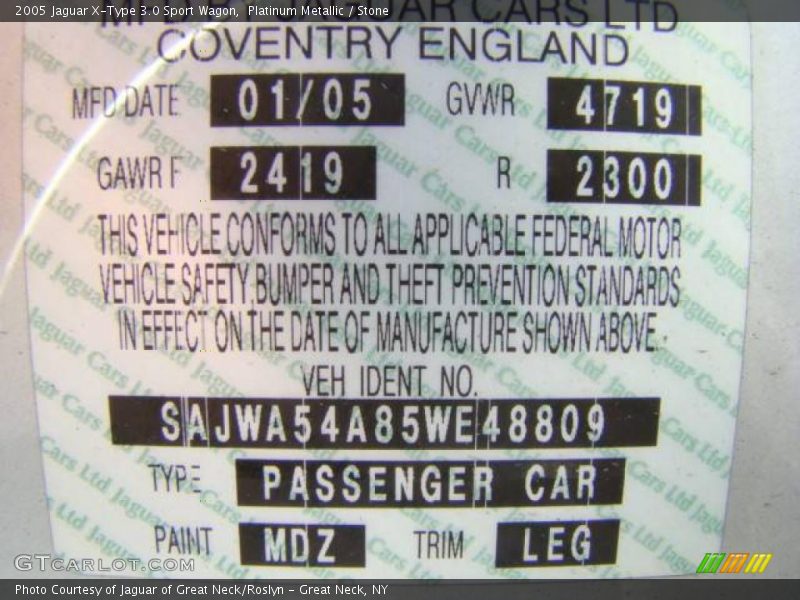 2005 Jaguar X-Type 3.0 Sport Wagon, Platinum Metallic / Stone
JAGUAR CARS LTD
COVENTRY ENGLAND
MFD DATE 01/05 GVWR 4719
GAWR F 2419 R 2300
THIS VEHICLE CONFORMS TO ALL APPLICABLE FEDERAL MOTOR
VEHICLE SAFETY, BUMPER AND THEFT PREVENTION STANDARDS
IN EFFECT ON THE DATE OF MANUFACTURE SHOWN ABOVE.
VEH IDENT NO.
SAJWA54A85WE48809
TYPE PASSENGER CAR
PAINT MDZ TRIM LEG
GTCARLOT.COM
Photo Courtesy of Jaguar of Great Neck/Roslyn - Great Neck, NY